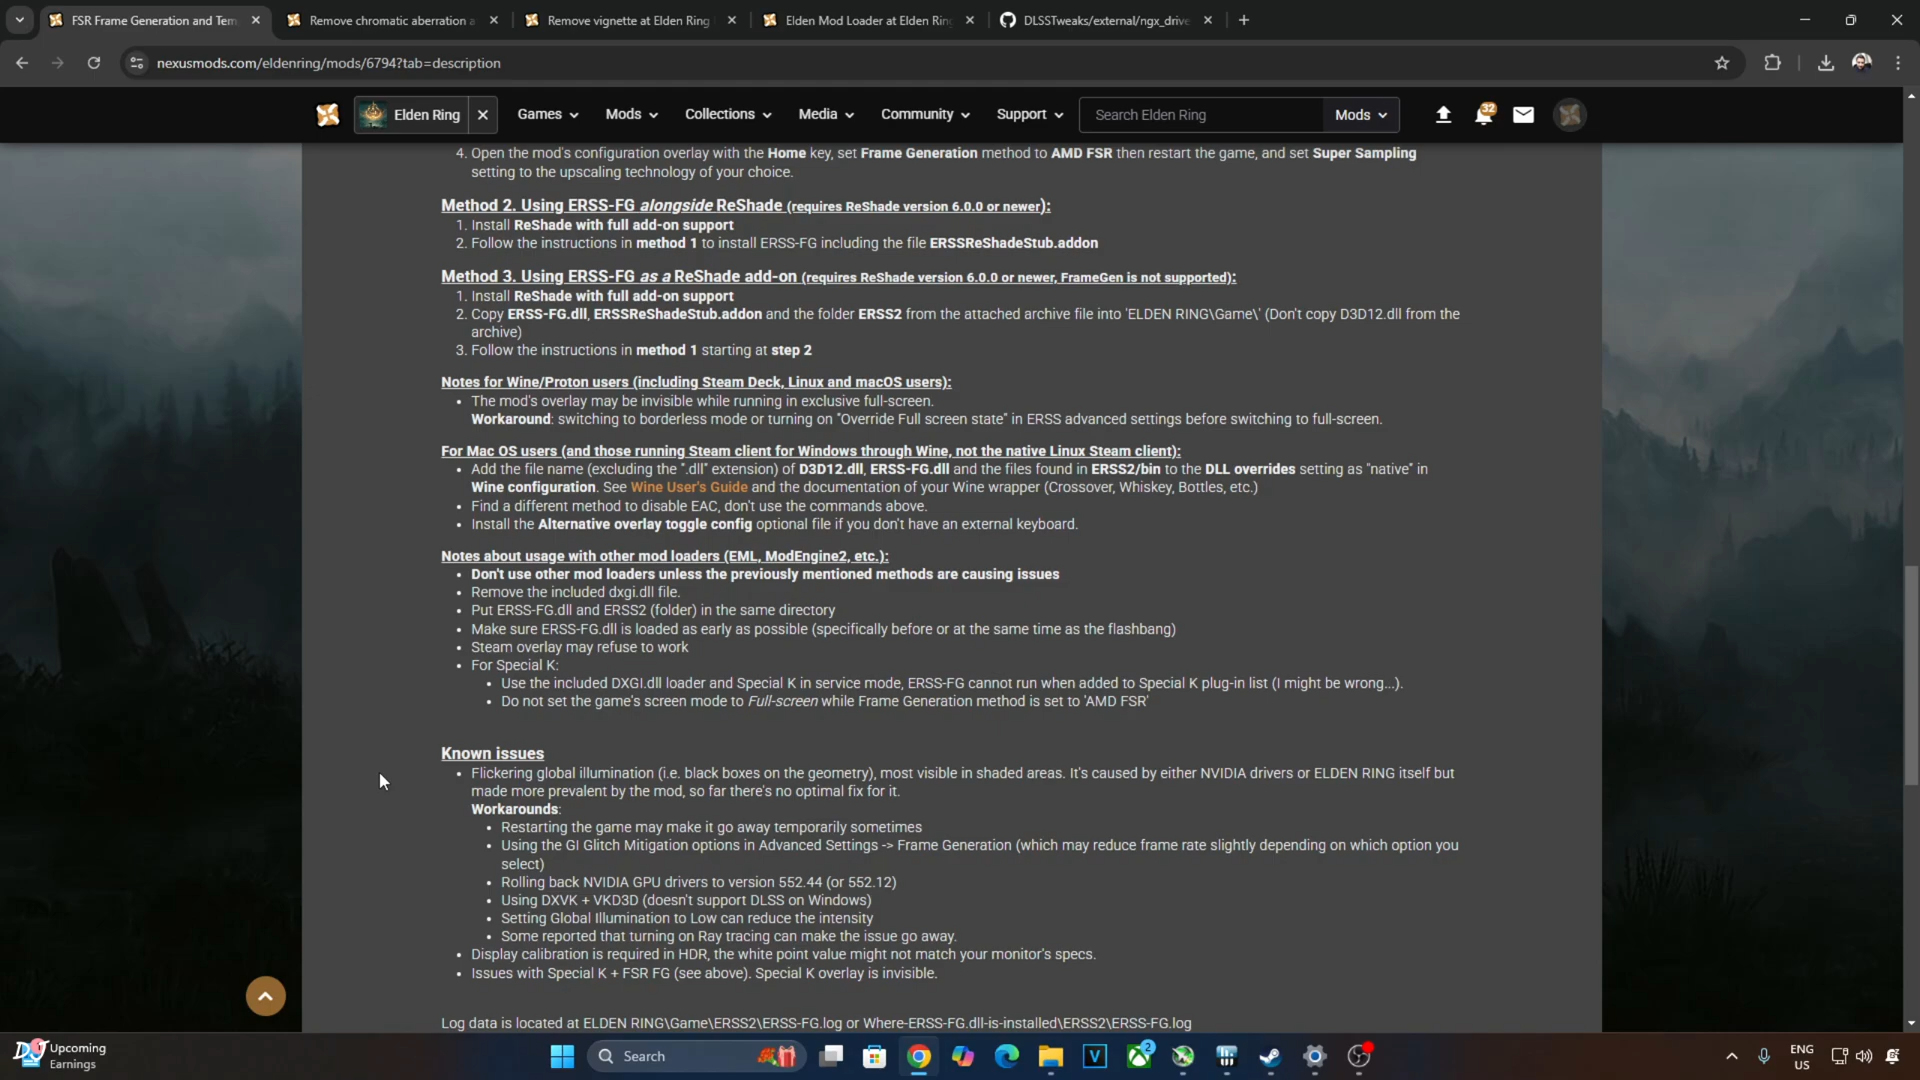 FSR Frame Generation and Tem
Remove chromatic aberration a
Remove vignette at Elden Ring
Elden Mod Loader at Elden Rin
DLSSTweaks/external/ngx_drive
nexusmods.com/eldenring/mods/6794?tab=description
Elden Ring
Games
Mods
Collections
Media
Community
Support
Search Elden Ring
Mods
32
4. Open the mod's configuration overlay with the Home key, set Frame Generation method to AMD FSR then restart the game, and set Super Sampling
setting to the upscaling technology of your choice.
Method 2. Using ERSS-FG alongside ReShade (requires ReShade version 6.0.0 or newer):
1. Install ReShade with full add-on support
2. Follow the instructions in method 1 to install ERSS-FG including the file ERSSReShadeStub.addon
Method 3. Using ERSS-FG as a ReShade add-on (requires ReShade version 6.0.0 or newer, FrameGen is not supported):
1. Install ReShade with full add-on support
2. Copy ERSS-FG.dll, ERSSReShadeStub.addon and the folder ERSS2 from the attached archive file into 'ELDEN RING\Game\' (Don't copy D3D12.dll from the
archive)
3. Follow the instructions in method 1 starting at step 2
Notes for Wine/Proton users (including Steam Deck, Linux and macOS users):
• The mod's overlay may be invisible while running in exclusive full-screen.
Workaround: switching to borderless mode or turning on "Override Full screen state" in ERSS advanced settings before switching to full-screen.
For Mac OS users (and those running Steam client for Windows through Wine, not the native Linux Steam client):
• Add the file name (excluding the ".dll" extension) of D3D12.dll, ERSS-FG.dll and the files found in ERSS2/bin to the DLL overrides setting as "native" in
Wine configuration. See Wine User's Guide and the documentation of your Wine wrapper (Crossover, Whiskey, Bottles, etc.)
• Find a different method to disable EAC, don't use the commands above.
• Install the Alternative overlay toggle config optional file if you don't have an external keyboard.
Notes about usage with other mod loaders (EML, ModEngine2, etc.):
• Don't use other mod loaders unless the previously mentioned methods are causing issues
• Remove the included dxgi.dll file.
• Put ERSS-FG.dll and ERSS2 (folder) in the same directory
• Make sure ERSS-FG.dll is loaded as early as possible (specifically before or at the same time as the flashbang)
• Steam overlay may refuse to work
• For Special K:
• Use the included DXGI.dll loader and Special K in service mode, ERSS-FG cannot run when added to Special K plug-in list (I might be wrong...).
• Do not set the game's screen mode to Full-screen while Frame Generation method is set to 'AMD FSR'
Known issues
• Flickering global illumination (i.e. black boxes on the geometry), most visible in shaded areas. It's caused by either NVIDIA drivers or ELDEN RING itself but
made more prevalent by the mod, so far there's no optimal fix for it.
Workarounds:
• Restarting the game may make it go away temporarily sometimes
• Using the GI Glitch Mitigation options in Advanced Settings -> Frame Generation (which may reduce frame rate slightly depending on which option you
select)
• Rolling back NVIDIA GPU drivers to version 552.44 (or 552.12)
• Using DXVK + VKD3D (doesn't support DLSS on Windows)
• Setting Global Illumination to Low can reduce the intensity
• Some reported that turning on Ray tracing can make the issue go away.
• Display calibration is required in HDR, the white point value might not match your monitor's specs.
• Issues with Special K + FSR FG (see above). Special K overlay is invisible.
Log data is located at ELDEN RING\Game\ERSS2\ERSS-FG.log or Where-ERSS-FG.dll-is-installed\ERSS2\ERSS-FG.log
Upcoming
Earnings
Search
V
2
ENG
US